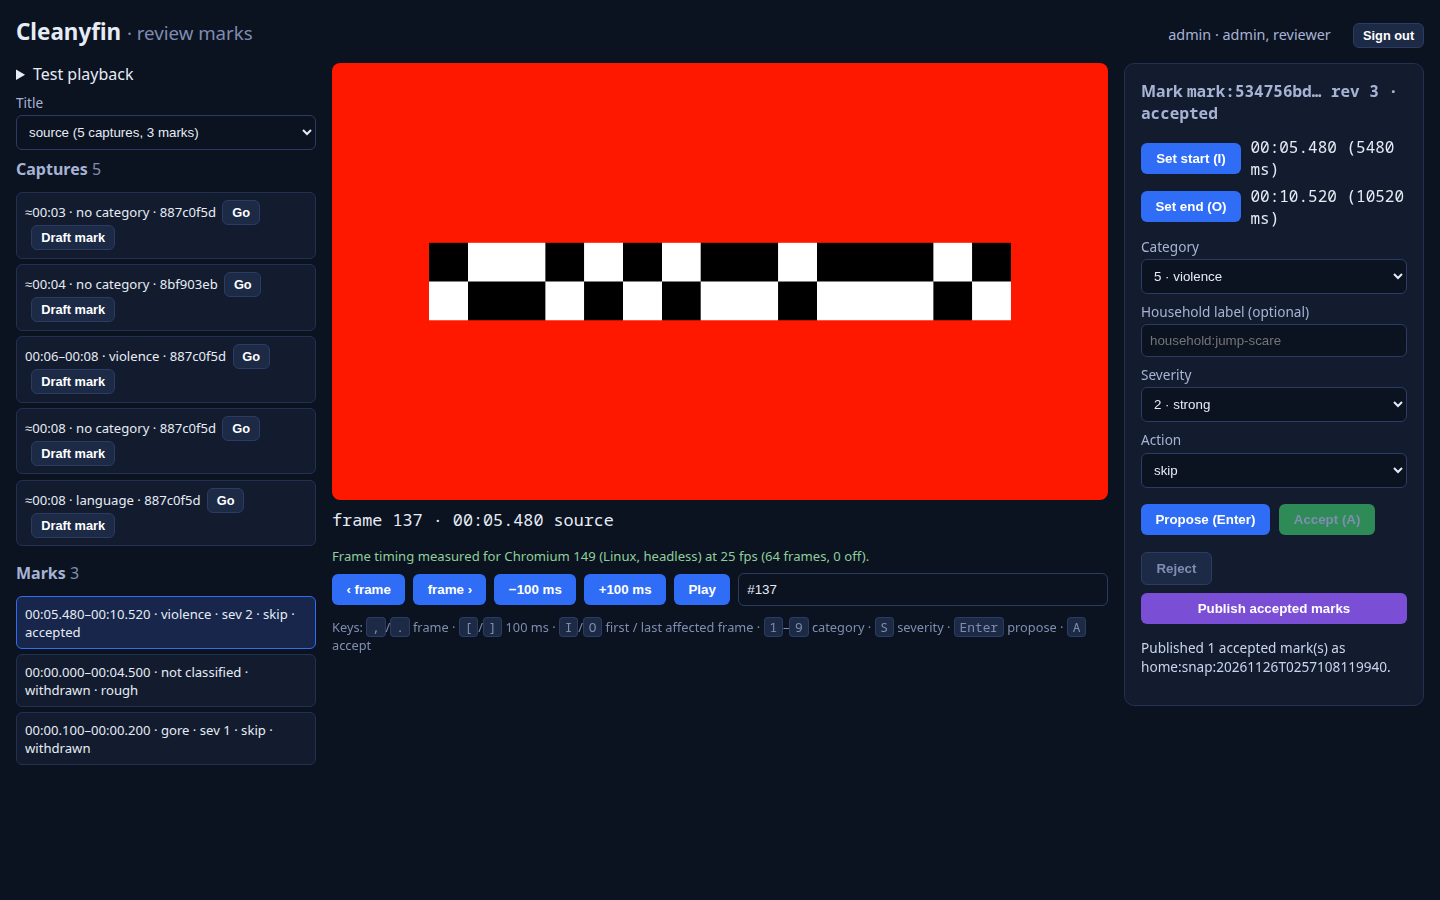 Cleanyfin · review marks
admin · admin, reviewer
Sign out
▶ Test playback
Title
source (5 captures, 3 marks)
Captures 5
≈00:03 · no category · 887c0f5d Go
Draft mark
≈00:04 · no category · 8bf903eb Go
Draft mark
00:06–00:08 · violence · 887c0f5d Go
Draft mark
≈00:08 · no category · 887c0f5d Go
Draft mark
≈00:08 · language · 887c0f5d Go
Draft mark
Marks 3
00:05.480–00:10.520 · violence · sev 2 · skip ·
accepted
00:00.000–00:04.500 · not classified ·
withdrawn · rough
00:00.100–00:00.200 · gore · sev 1 · skip ·
withdrawn
frame 137 · 00:05.480 source
Frame timing measured for Chromium 149 (Linux, headless) at 25 fps (64 frames, 0 off).
‹ frame
frame ›
−100 ms
+100 ms
Play
#137
Keys: , / . frame · [ / ] 100 ms · I / O first / last affected frame · 1 – 9 category · S severity · Enter propose · A
accept
Mark mark:534756bd… rev 3 ·
accepted
Set start (I) 00:05.480 (5480
ms)
Set end (O) 00:10.520 (10520
ms)
Category
5 · violence
Household label (optional)
household:jump-scare
Severity
2 · strong
Action
skip
Propose (Enter)
Accept (A)
Reject
Publish accepted marks
Published 1 accepted mark(s) as
home:snap:20261126T0257108119940.